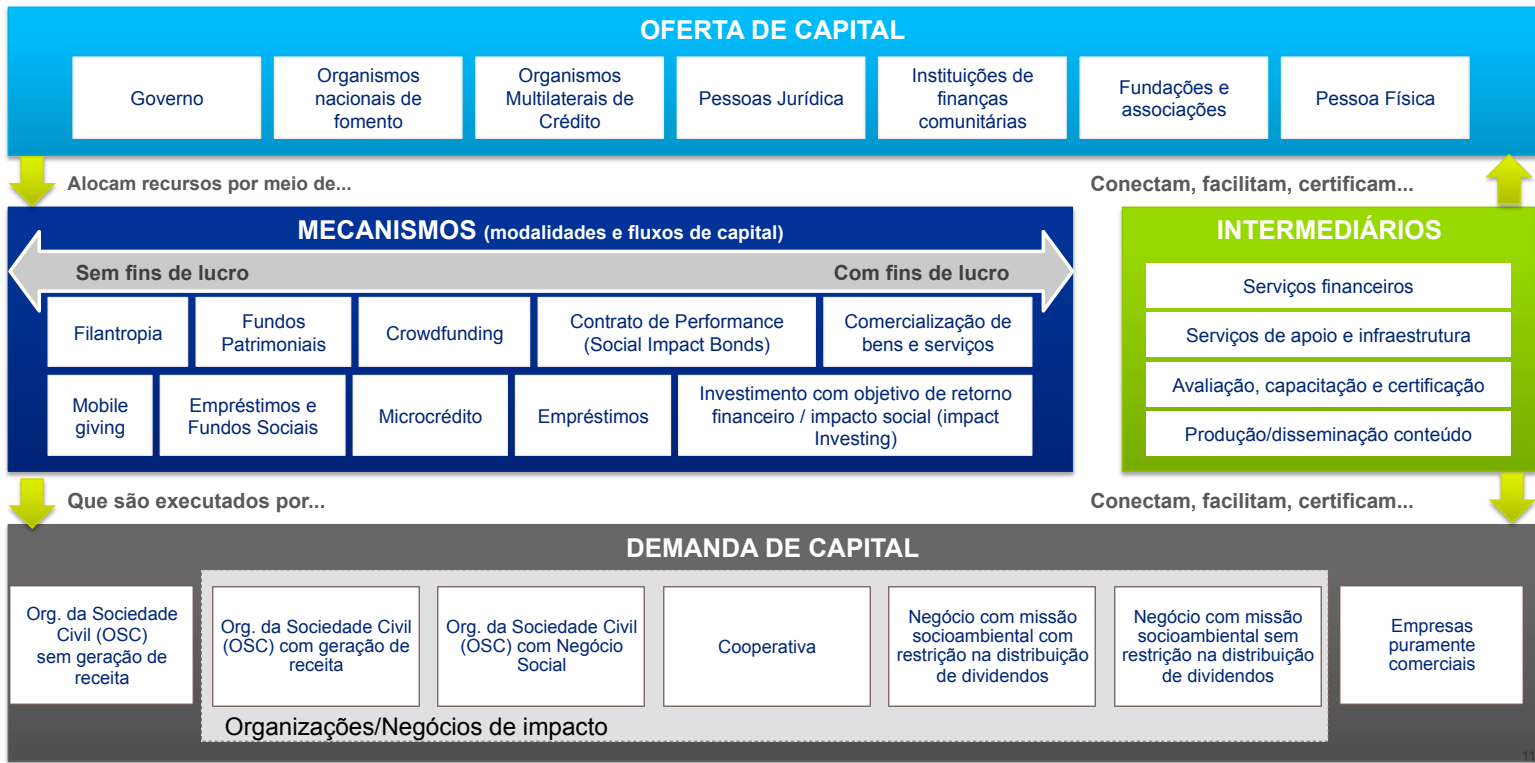 OFERTA DE CAPITAL
Governo
Organismos
nacionais de
fomento
Organismos
Multilaterais de
Crédito
Pessoas Jurídica
Instituições de
finanças
comunitárias
Fundações e
associações
Pessoa Física
Alocam recursos por meio de...
Conectam, facilitam, certificam...
MECANISMOS (modalidades e fluxos de capital)
Sem fins de lucro
Com fins de lucro
Filantropia
Fundos
Patrimoniais
Crowdfunding
Contrato de Performance
(Social Impact Bonds)
Comercialização de
bens e serviços
Mobile
giving
Empréstimos e
Fundos Sociais
Microcrédito
Empréstimos
Investimento com objetivo de retorno
financeiro / impacto social (impact
Investing)
INTERMEDIÁRIOS
Serviços financeiros
Serviços de apoio e infraestrutura
Avaliação, capacitação e certificação
Produção/disseminação conteúdo
Que são executados por...
Conectam, facilitam, certificam...
DEMANDA DE CAPITAL
Org. da Sociedade
Civil (OSC)
sem geração de
receita
Org. da Sociedade Civil
(OSC) com geração de
receita
Org. da Sociedade Civil
(OSC) com Negócio
Social
Cooperativa
Negócio com missão
socioambiental com
restrição na distribuição
de dividendos
Negócio com missão
socioambiental sem
restrição na distribuição
de dividendos
Empresas
puramente
comerciais
Organizações/Negócios de impacto
11